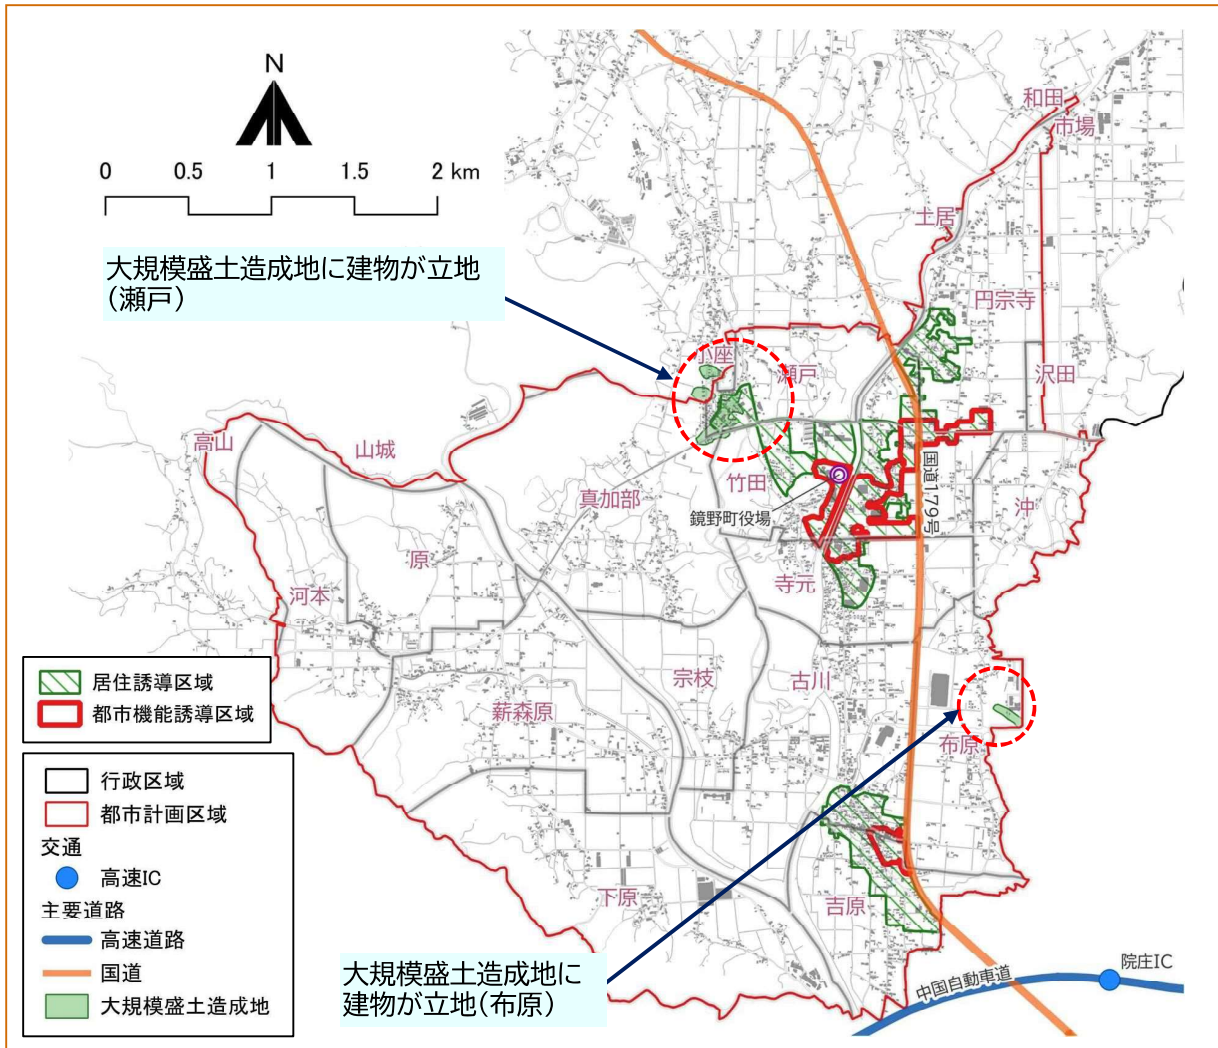 N
0 0.5 1 1.5 2 km
大規模盛土造成地に建物が立地
(瀬戸)
和田
市場
土居
円宗寺
小座
瀬戸
沢田
高山
山城
真加部
竹田
国道179号
沖
鏡野町役場
原
寺元
河本
宗枝
古川
薪森原
布原
下原
吉原
居住誘導区域
都市機能誘導区域
行政区域
都市計画区域
交通
高速IC
主要道路
高速道路
国道
大規模盛土造成地
大規模盛土造成地に
建物が立地(布原)
中国自動車道
院庄IC